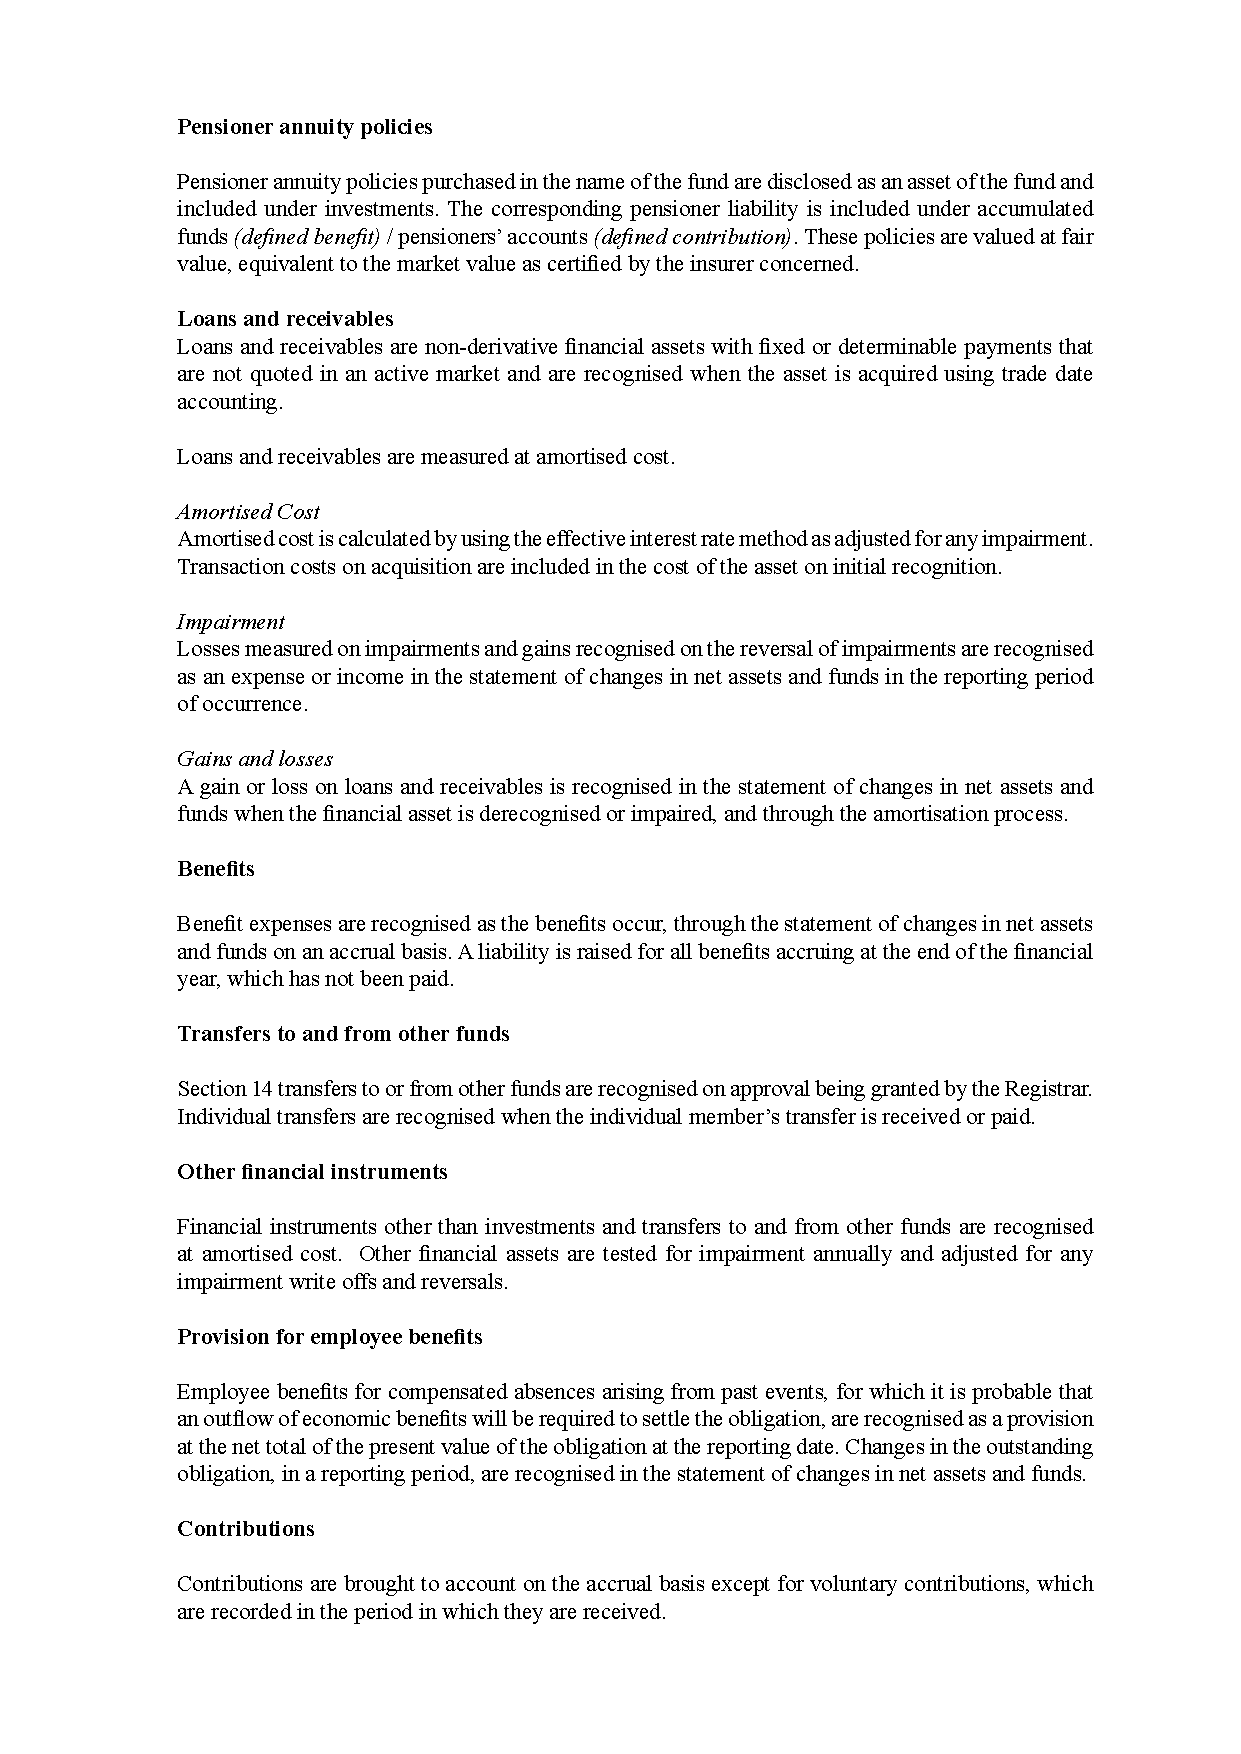 Pensioner annuity policies
Pensioner annuity policies purchased in the name of the fund are disclosed as an asset of the fund and
included under investments. The corresponding pensioner liability is included under accumulated
funds (defined benefit) / pensioners’ accounts (defined contribution). These policies are valued at fair
value, equivalent to the market value as certified by the insurer concerned.
Loans and receivables
Loans and receivables are non-derivative financial assets with fixed or determinable payments that
are not quoted in an active market and are recognised when the asset is acquired using trade date
accounting.
Loans and receivables are measured at amortised cost.
Amortised Cost
Amortised cost is calculated by using the effective interest rate method as adjusted for any impairment.
Transaction costs on acquisition are included in the cost of the asset on initial recognition.
Impairment
Losses measured on impairments and gains recognised on the reversal of impairments are recognised
as an expense or income in the statement of changes in net assets and funds in the reporting period
of occurrence.
Gains and losses
A gain or loss on loans and receivables is recognised in the statement of changes in net assets and
funds when the financial asset is derecognised or impaired, and through the amortisation process.
Benefits
Benefit expenses are recognised as the benefits occur, through the statement of changes in net assets
and funds on an accrual basis. A liability is raised for all benefits accruing at the end of the financial
year, which has not been paid.
Transfers to and from other funds
Section 14 transfers to or from other funds are recognised on approval being granted by the Registrar.
Individual transfers are recognised when the individual member’s transfer is received or paid.
Other financial instruments
Financial instruments other than investments and transfers to and from other funds are recognised
at amortised cost.  Other financial assets are tested for impairment annually and adjusted for any
impairment write offs and reversals.
Provision for employee benefits
Employee benefits for compensated absences arising from past events, for which it is probable that
an outflow of economic benefits will be required to settle the obligation, are recognised as a provision
at the net total of the present value of the obligation at the reporting date. Changes in the outstanding
obligation, in a reporting period, are recognised in the statement of changes in net assets and funds.
Contributions
Contributions are brought to account on the accrual basis except for voluntary contributions, which
are recorded in the period in which they are received.